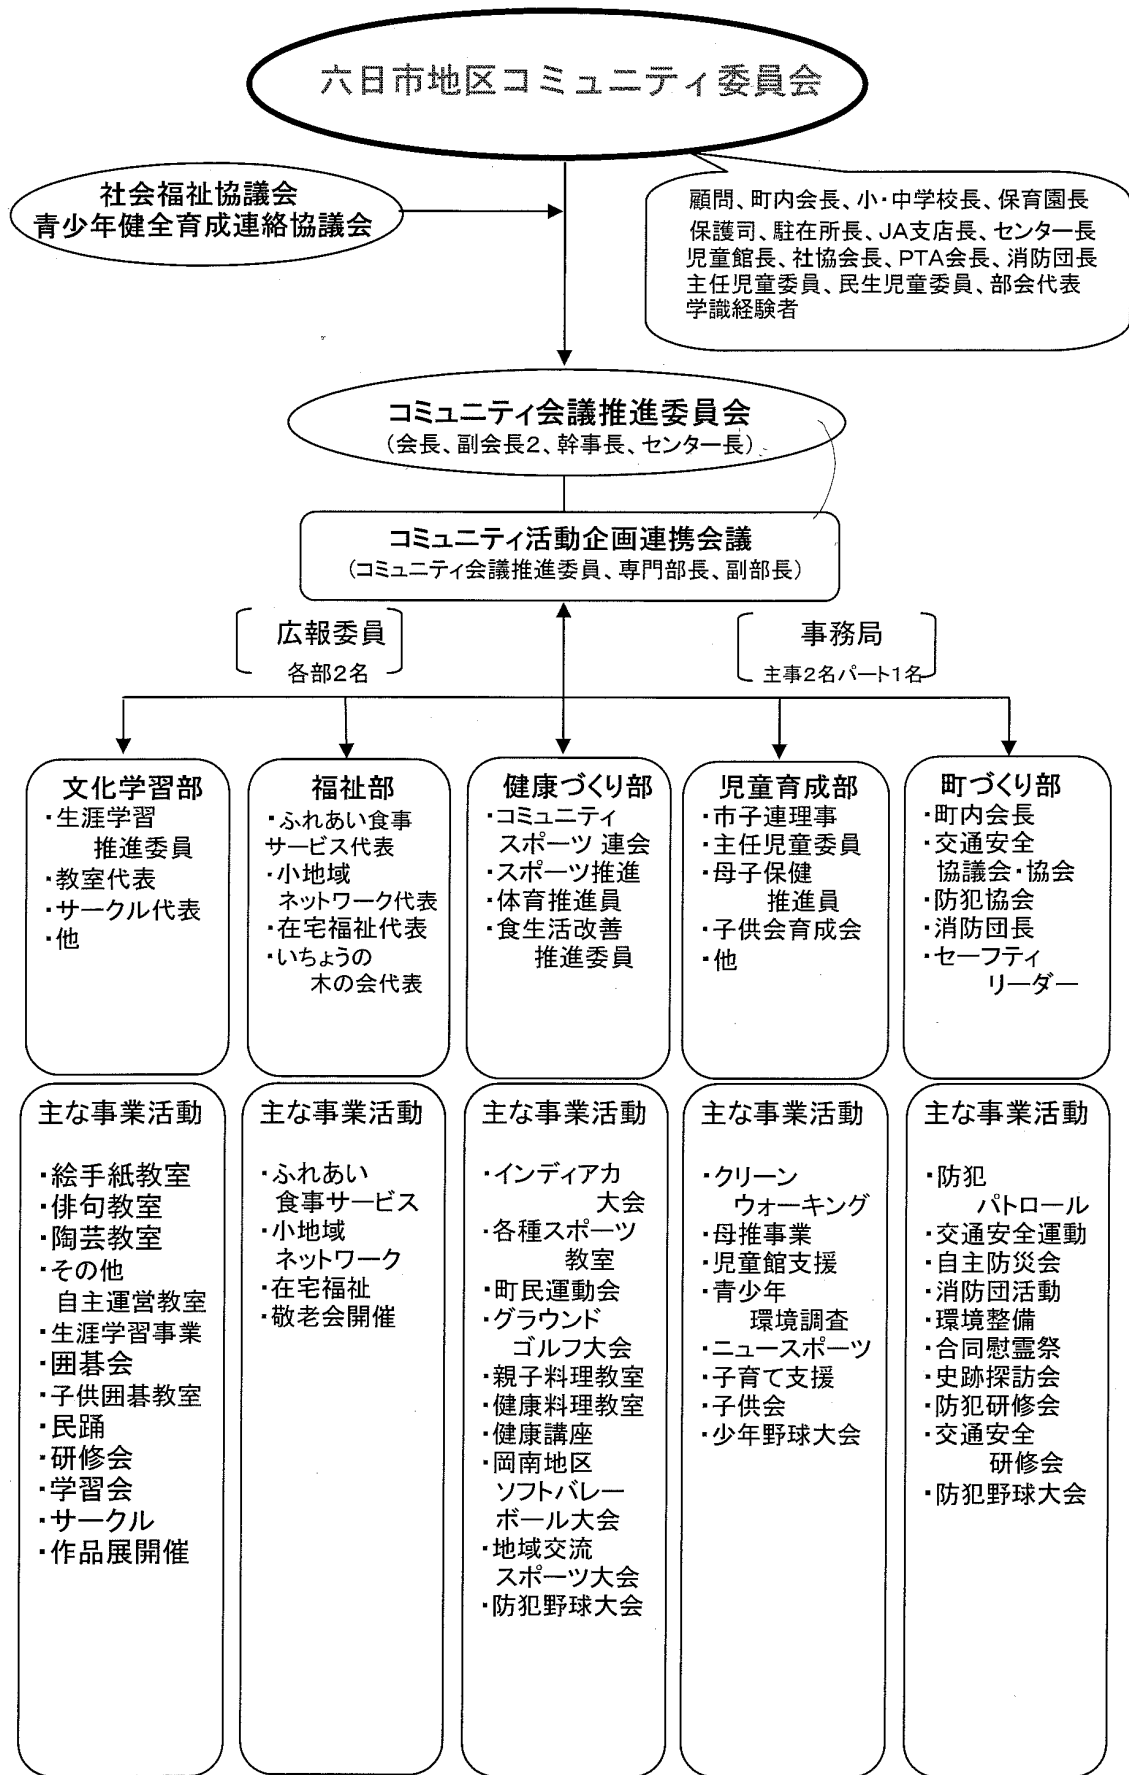 六日市地区コミュニティ委員会
社会福祉協議会
青少年健全育成連絡協議会
顧問、町内会長、小・中学校長、保育園長
保護司、駐在所長、JA支店長、センター長
児童館長、社協会長、PTA会長、消防団長
主任児童委員、民生児童委員、部会代表
学識経験者
コミュニティ会議推進委員会
(会長、副会長2、幹事長、センター長)
コミュニティ活動企画連携会議
(コミュニティ会議推進委員、専門部長、副部長)
広報委員
各部2名
事務局
主事2名パート1名
文化学習部
・生涯学習
推進委員
・教室代表
・サークル代表
・他
福祉部
・ふれあい食事
サービス代表
・小地域
ネットワーク代表
・在宅福祉代表
・いちょうの
木の会代表
健康づくり部
・コミュニティ
スポーツ 連会
・スポーツ推進
・体育推進員
・食生活改善
推進委員
児童育成部
・市子連理事
・主任児童委員
・母子保健
推進員
・子供会育成会
・他
町づくり部
・町内会長
・交通安全
協議会・協会
・防犯協会
・消防団長
・セーフティ
リーダー
主な事業活動
・絵手紙教室
・俳句教室
・陶芸教室
・その他
自主運営教室
・生涯学習事業
・囲碁会
・子供囲碁教室
・民踊
・研修会
・学習会
・サークル
・作品展開催
主な事業活動
・ふれあい
食事サービス
・小地域
ネットワーク
・在宅福祉
・敬老会開催
主な事業活動
・インディアカ
大会
・各種スポーツ
教室
・町民運動会
・グラウンド
ゴルフ大会
・親子料理教室
・健康料理教室
・健康講座
・岡南地区
ソフトバレー
ボール大会
・地域交流
スポーツ大会
・防犯野球大会
主な事業活動
・クリーン
ウォーキング
・母推事業
・児童館支援
・青少年
環境調査
・ニュースポーツ
・子育て支援
・子供会
・少年野球大会
主な事業活動
・防犯
パトロール
・交通安全運動
・自主防災会
・消防団活動
・環境整備
・合同慰霊祭
・史跡探訪会
・防犯研修会
・交通安全
研修会
・防犯野球大会